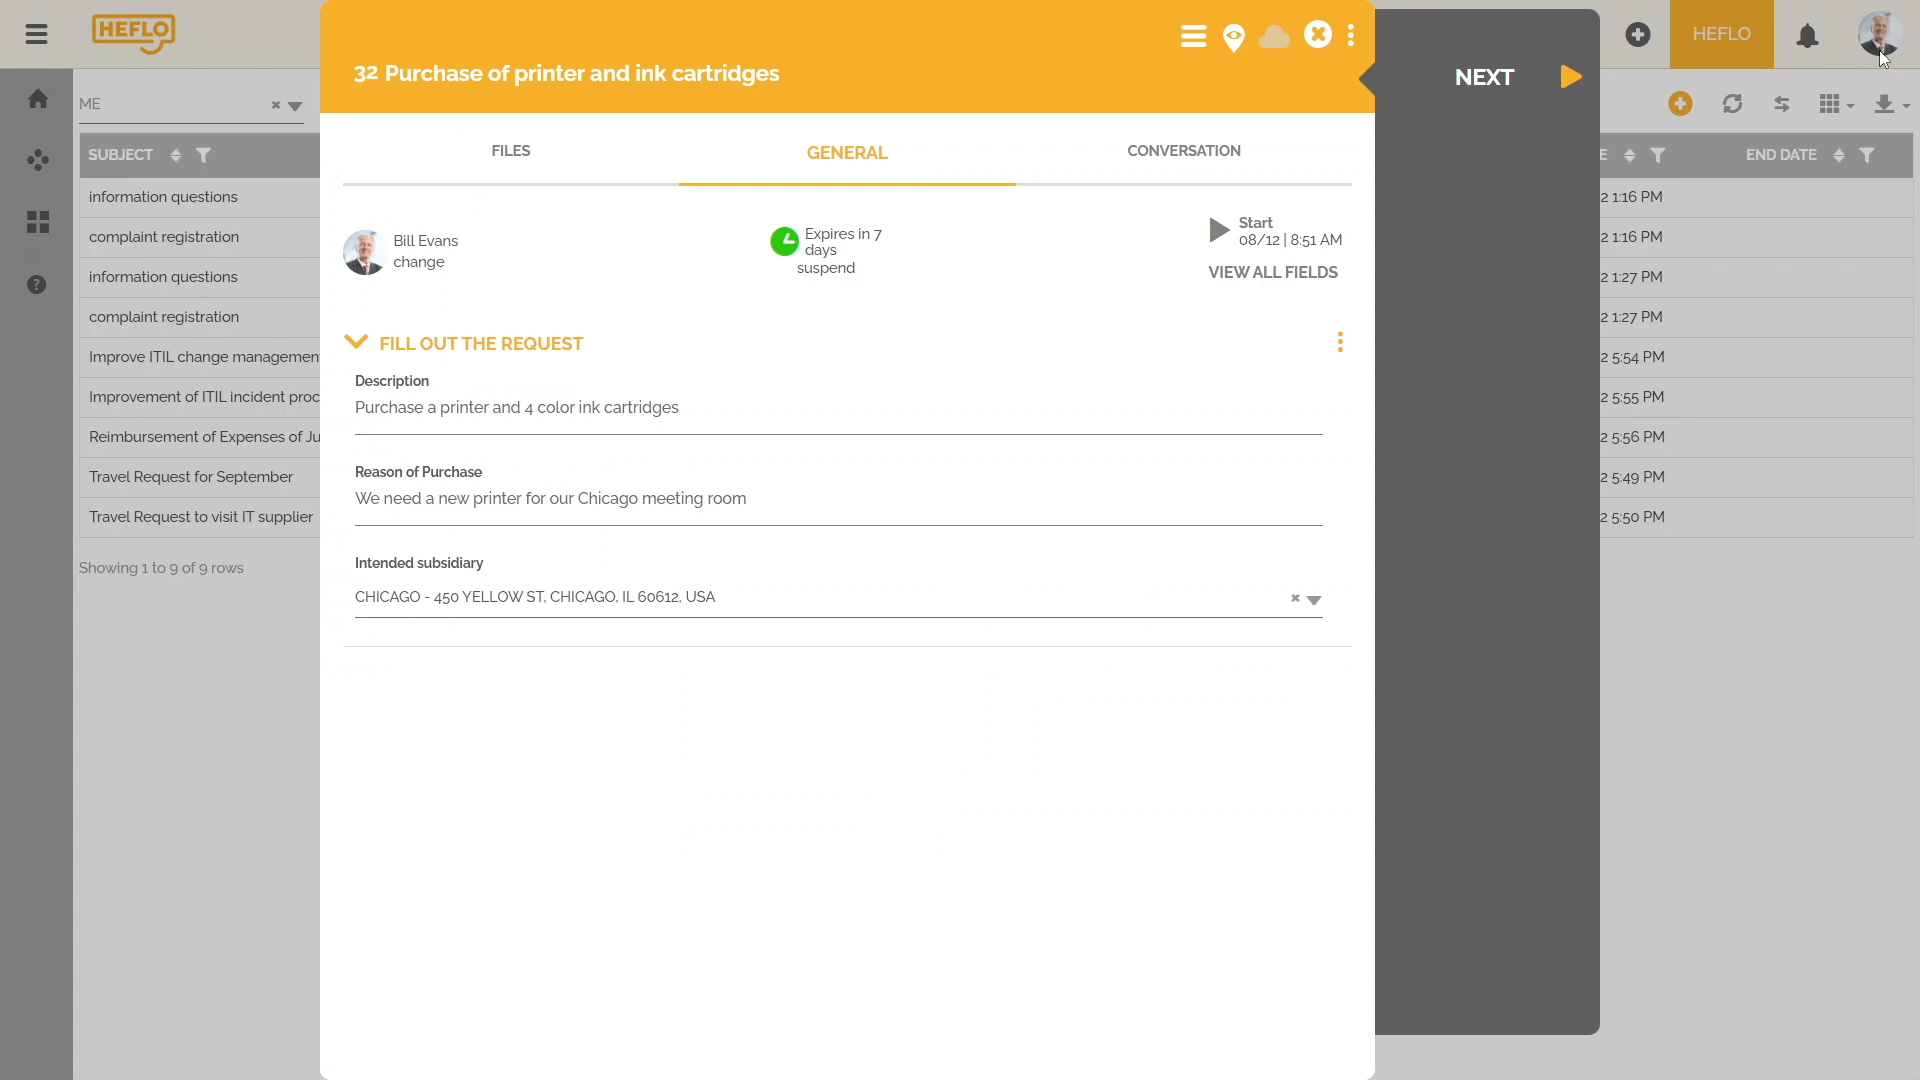 HEFLO
32 Purchase of printer and ink cartridges
NEXT
HEFLO
ME
FILES
GENERAL
CONVERSATION
SUBJECT
E
END DATE
information questions
2 1:16 PM
complaint registration
2 1:16 PM
information questions
2 1:27 PM
complaint registration
2 1:27 PM
Improve ITIL change managemen
2 5:54 PM
Improvement of ITIL incident proc
2 5:55 PM
Reimbursement of Expenses of Ju
2 5:56 PM
Travel Request for September
2 5:49 PM
Travel Request to visit IT supplier
2 5:50 PM
Showing 1 to 9 of 9 rows
Bill Evans
change
Expires in 7
days
suspend
Start
08/12 | 8:51 AM
VIEW ALL FIELDS
FILL OUT THE REQUEST
Description
Purchase a printer and 4 color ink cartridges
Reason of Purchase
We need a new printer for our Chicago meeting room
Intended subsidiary
CHICAGO - 450 YELLOW ST, CHICAGO, IL 60612, USA